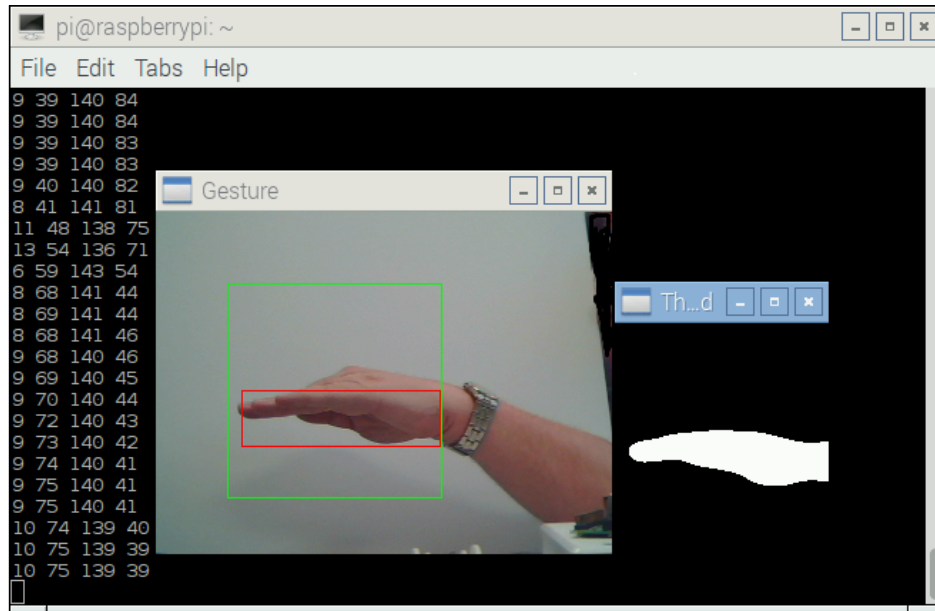 pi@raspberrypi: ~
File Edit Tabs Help
9 39 140 84
9 39 140 84
9 39 140 83
9 39 140 83
9 40 140 82
8 41 141 81
11 48 138 75
13 54 136 71
6 59 143 54
8 68 141 44
8 69 141 44
8 68 141 46
9 68 140 46
9 69 140 45
9 70 140 44
9 72 140 43
9 73 140 42
9 74 140 41
9 75 140 41
9 75 140 41
10 74 139 40
10 75 139 39
10 75 139 39
Gesture
Th...d